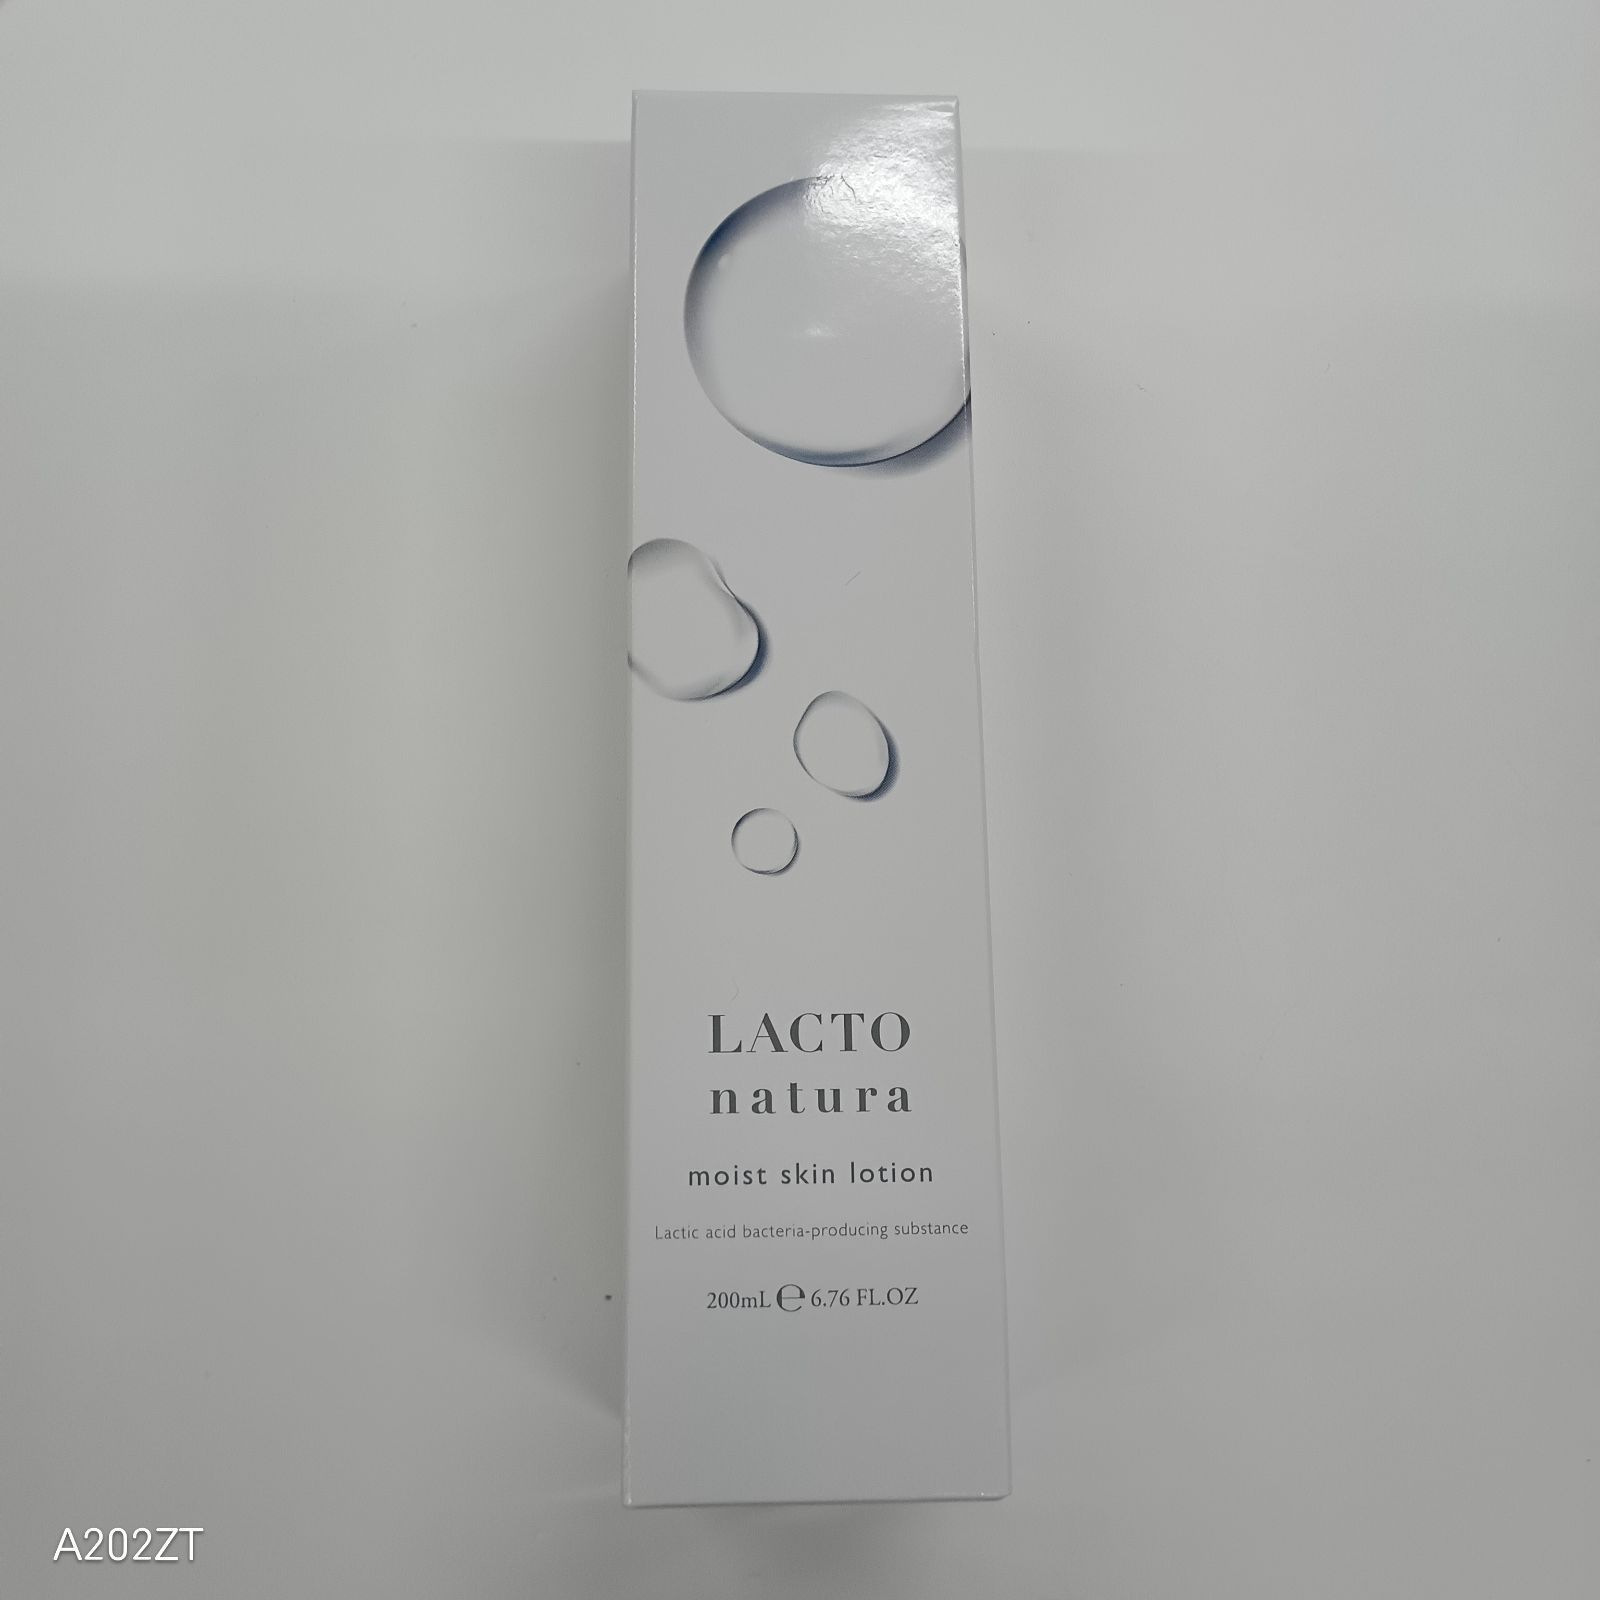 LACTO
natura
moist skin lotion
Lactic acid bacteria-producing substance
200mL ℮ 6.76 FL.OZ
A202ZT